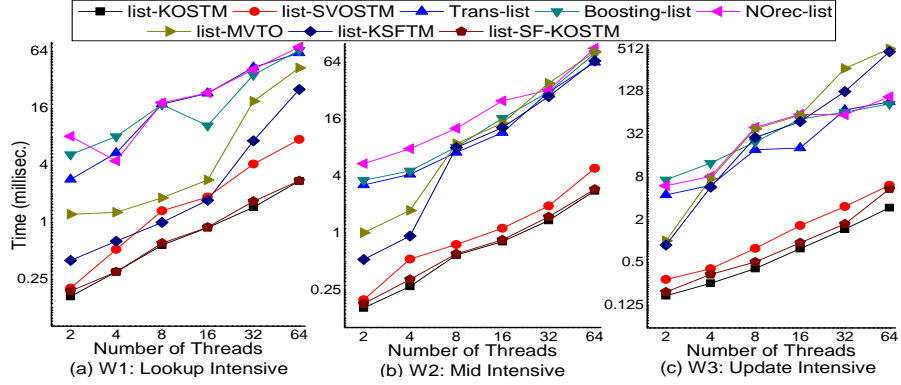 list-KOSTM list-SVOSTM Trans-list Boosting-list NOrec-list
list-MVTO list-KSFTM list-SF-KOSTM
Time (millisec)
64
16
4
1
0.25
2 4 8 16 32 64
Number of Threads
(a) W1: Lookup Intensive
64
16
4
1
0.25
2 4 8 16 32 64
Number of Threads
(b) W2: Mid Intensive
512
128
32
8
2
0.5
0.125
2 4 8 16 32 64
Number of Threads
(c) W3: Update Intensive